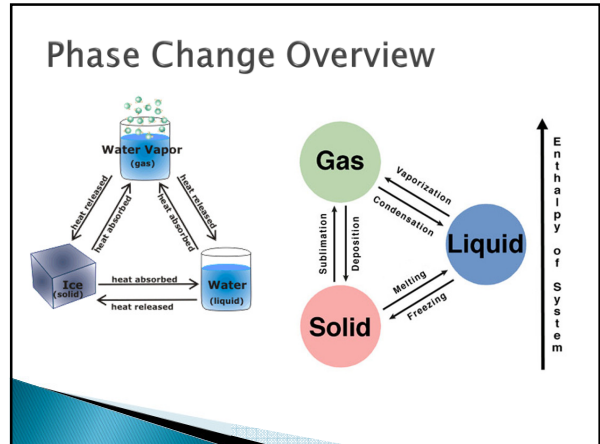 Phase Change Overview
Water Vapor
(gas)
heat released
heat absorbed
heat absorbed
heat released
Ice
(solid)
heat absorbed
heat released
Water
(liquid)
Gas
Vaporization
Condensation
Liquid
Sublimation
Deposition
Melting
Freezing
Solid
Enthalpy of System